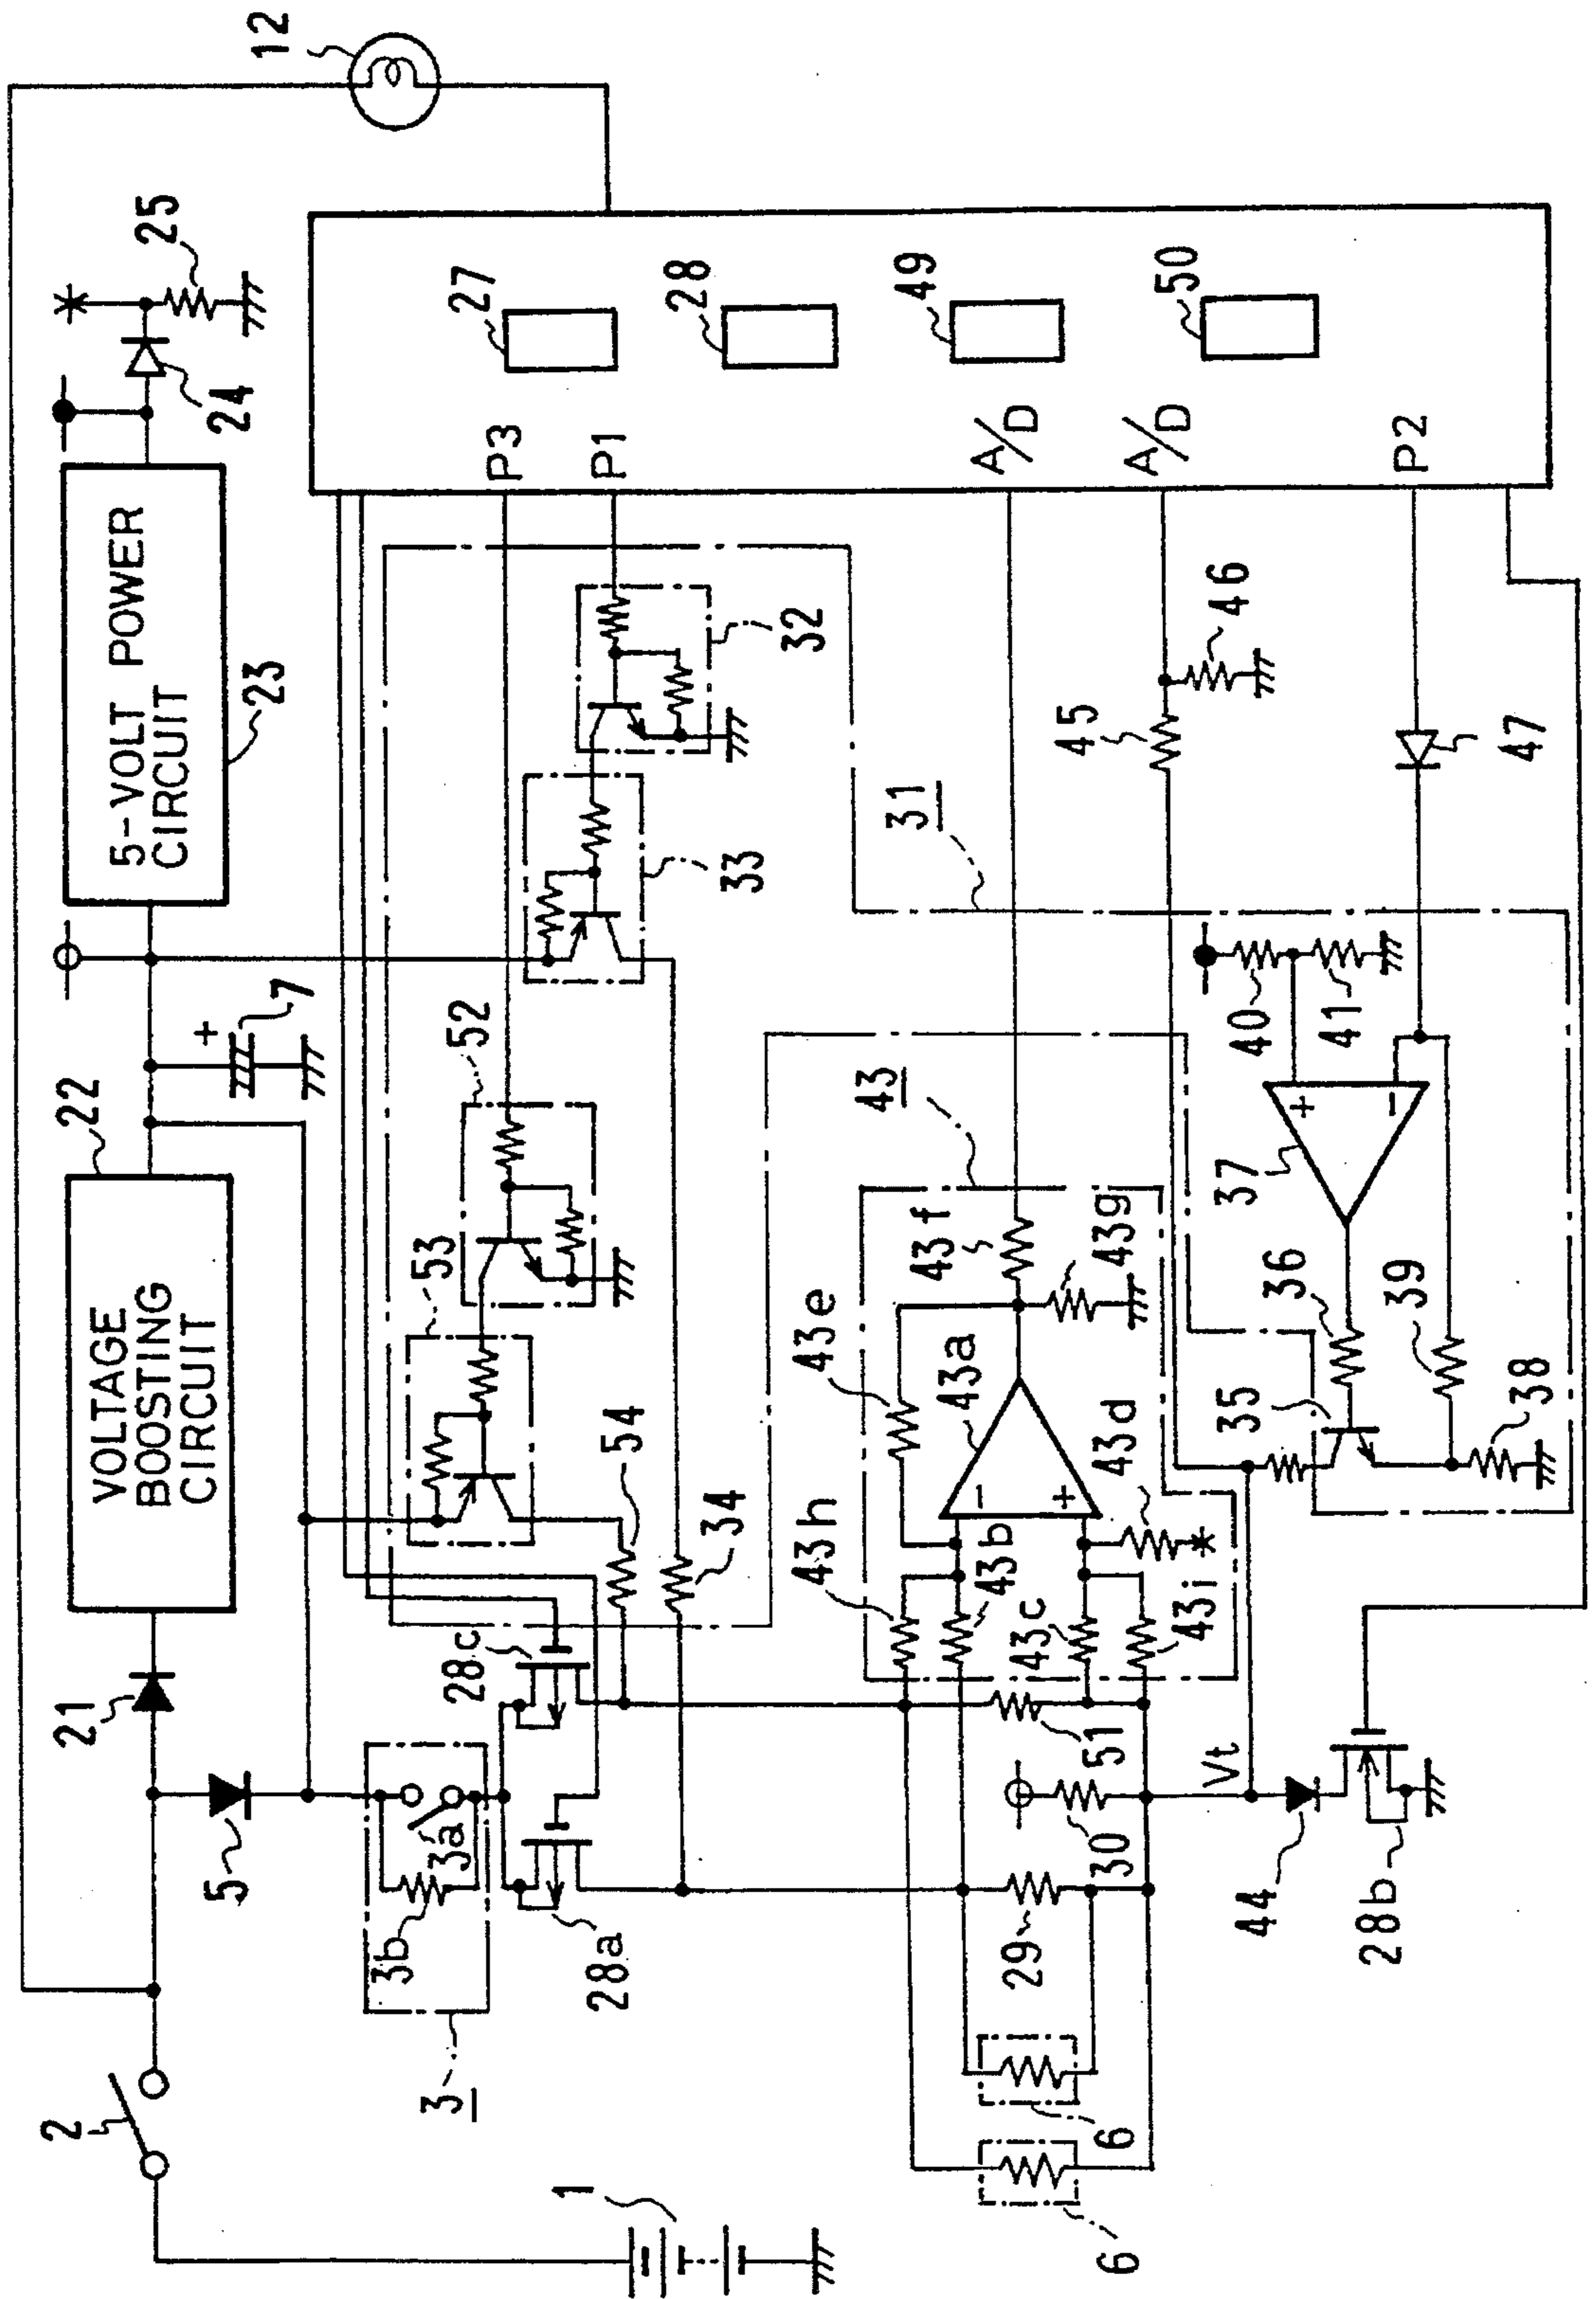 12
25
24
5-VOLT POWER
CIRCUIT
23
+
7
22
VOLTAGE
BOOSTING
CIRCUIT
21
5
2
1
27
28
49
50
P3
P1
A/D
A/D
P2
32
33
52
53
54
34
31
43
45
46
47
40
41
37
+
-
36
39
35
38
43f
43g
43e
43a
43d
43h
43b
43c
43i
-
+
28c
28a
3a
3b
3
51
30
29
Vt
44
28b
6
6